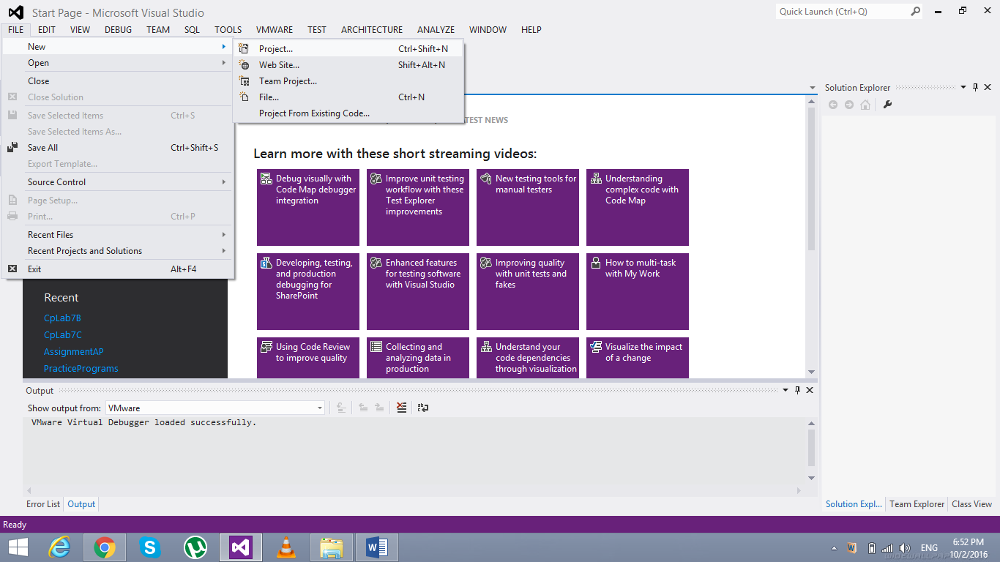 Start Page - Microsoft Visual Studio
Quick Launch (Ctrl+Q)
FILE EDIT VIEW DEBUG TEAM SQL TOOLS VMWARE TEST ARCHITECTURE ANALYZE WINDOW HELP
New
Open
Close
Close Solution
Save Selected Items Ctrl+S
Save Selected Items As...
Save All Ctrl+Shift+S
Export Template...
Source Control
Page Setup...
Print... Ctrl+P
Recent Files
Recent Projects and Solutions
Exit Alt+F4
Project... Ctrl+Shift+N
Web Site... Shift+Alt+N
Team Project...
File... Ctrl+N
Project From Existing Code...
ATEST NEWS
Learn more with these short streaming videos:
Debug visually with
Code Map debugger
integration
Improve unit testing
workflow with these
Test Explorer
improvements
New testing tools for
manual testers
Understanding
complex code with
Code Map
Developing, testing,
and production
debugging for
SharePoint
Enhanced features
for testing software
with Visual Studio
Improving quality
with unit tests and
fakes
How to multi-task
with My Work
Using Code Review
to improve quality
Collecting and
analyzing data in
production
Understand your
code dependencies
through visualization
Visualize the impact
of a change
Recent
CpLab7B
CpLab7C
AssignmentAP
PracticePrograms
Solution Explorer
Output
Show output from: VMware
VMware Virtual Debugger loaded successfully.
Error List Output
Solution Expl... Team Explorer Class View
Ready
ENG
6:52 PM
10/2/2016